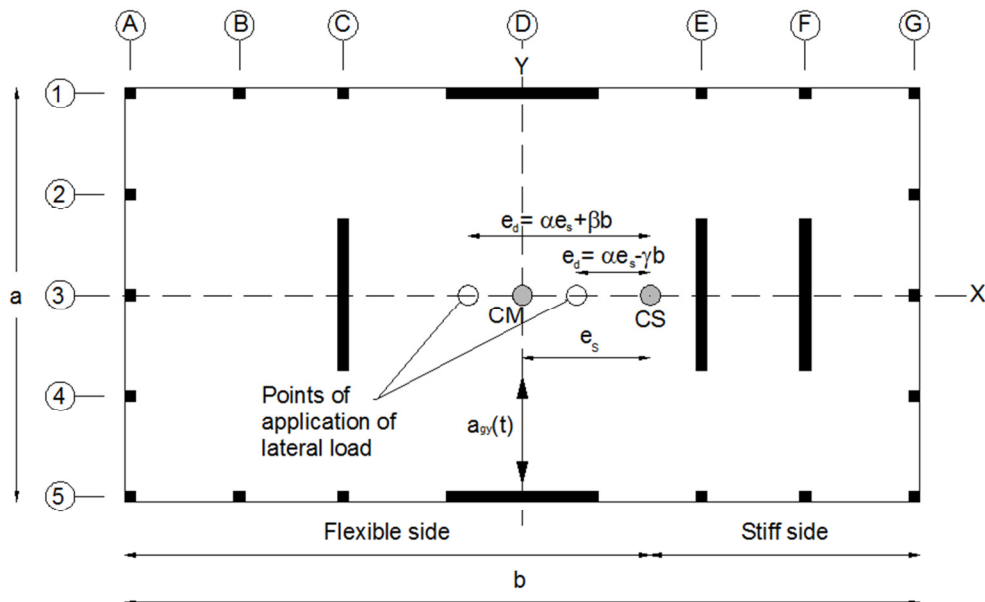 A B C D E F G
Y
1
2
e_d= αe_s+βb
e_d= αe_s-γb
a
3
X
CM
CS
e_s
Points of
application of
lateral load
a_gy(t)
4
5
Flexible side
Stiff side
b